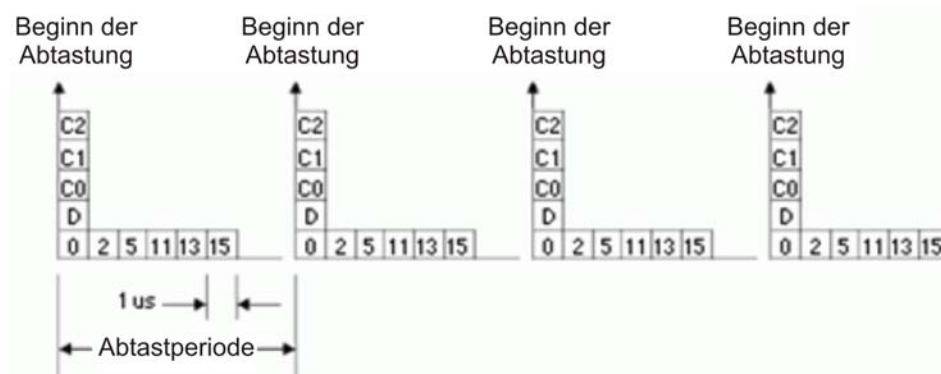 Beginn der Abtastung
Beginn der Abtastung
Beginn der Abtastung
Beginn der Abtastung
C2 C2 C2 C2
C1 C1 C1 C1
C0 C0 C0 C0
D D D D
0 2 5 11 13 15 0 2 5 11 13 15 0 2 5 11 13 15 0 2 5 11 13 15
1 us
Abtastperiode